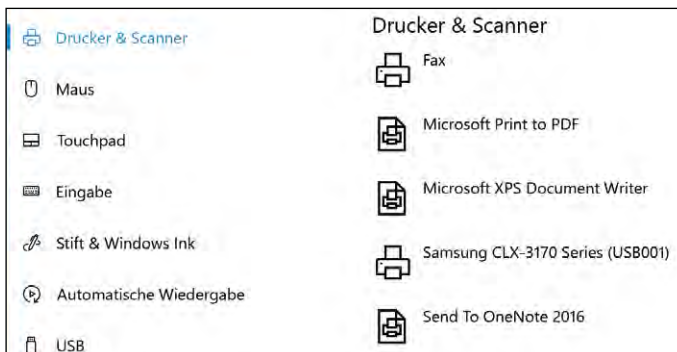 Drucker & Scanner
Maus
Touchpad
Eingabe
Stift & Windows Ink
Automatische Wiedergabe
USB
Drucker & Scanner
Fax
Microsoft Print to PDF
Microsoft XPS Document Writer
Samsung CLX-3170 Series (USB001)
Send To OneNote 2016